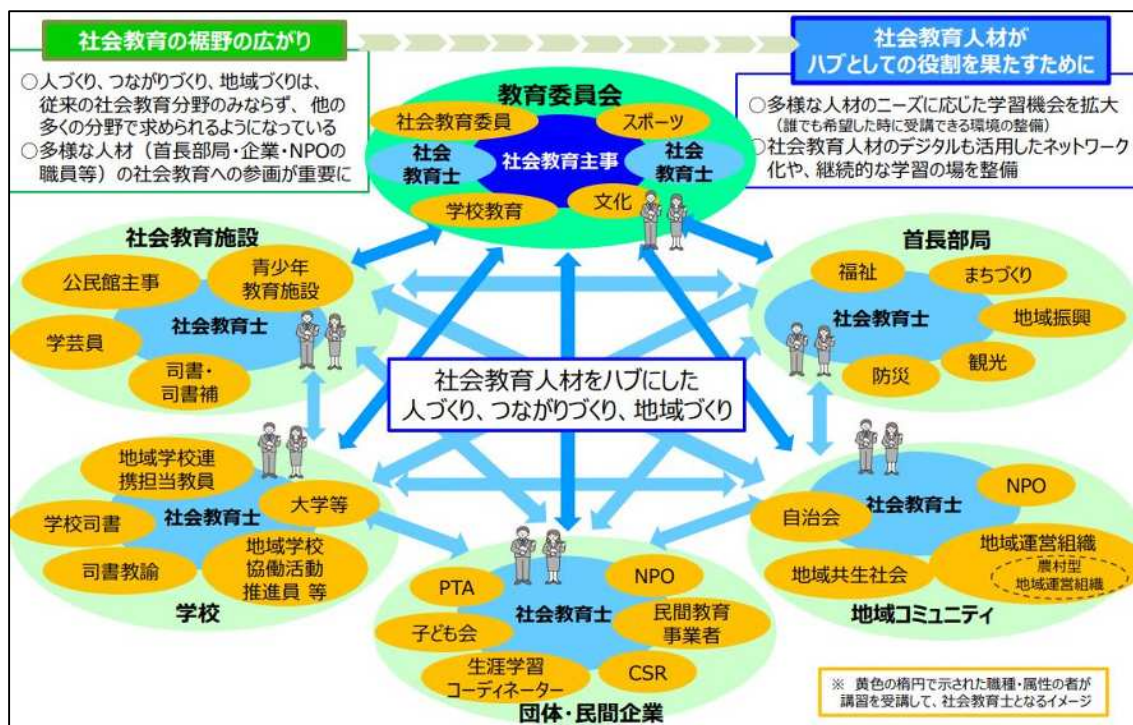 社会教育の裾野の広がり
○人づくり、つながりづくり、地域づくりは、
従来の社会教育分野のみならず、他の
多くの分野で求められるようになっている
○多様な人材（首長部局・企業・NPOの
職員等）の社会教育への参画が重要に
社会教育人材が
ハブとしての役割を果たすために
○多様な人材のニーズに応じた学習機会を拡大
（誰でも希望した時に受講できる環境の整備）
○社会教育人材のデジタルも活用したネットワーク
化や、継続的な学習の場を整備
教育委員会
社会教育委員
スポーツ
社会
教育士
社会教育主事
社会
教育士
学校教育
文化
社会教育施設
公民館主事
青少年
教育施設
社会教育士
学芸員
司書・
司書補
首長部局
福祉
まちづくり
社会教育士
地域振興
防災
観光
社会教育人材をハブにした
人づくり、つながりづくり、地域づくり
地域学校連
携担当教員
大学等
学校司書
社会教育士
司書教諭
地域学校
協働活動
推進員 等
学校
PTA
NPO
社会教育士
子ども会
民間教育
事業者
生涯学習
コーディネーター
CSR
団体・民間企業
社会教育士
NPO
自治会
地域運営組織
農村型
地域運営組織
地域共生社会
地域コミュニティ
※ 黄色の楕円で示された職種・属性の者が
講習を受講して、社会教育士となるイメージ